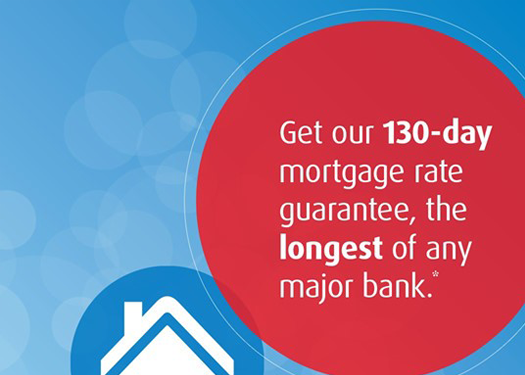 Get our 130-day
mortgage rate
guarantee, the
longest of any
major bank.*